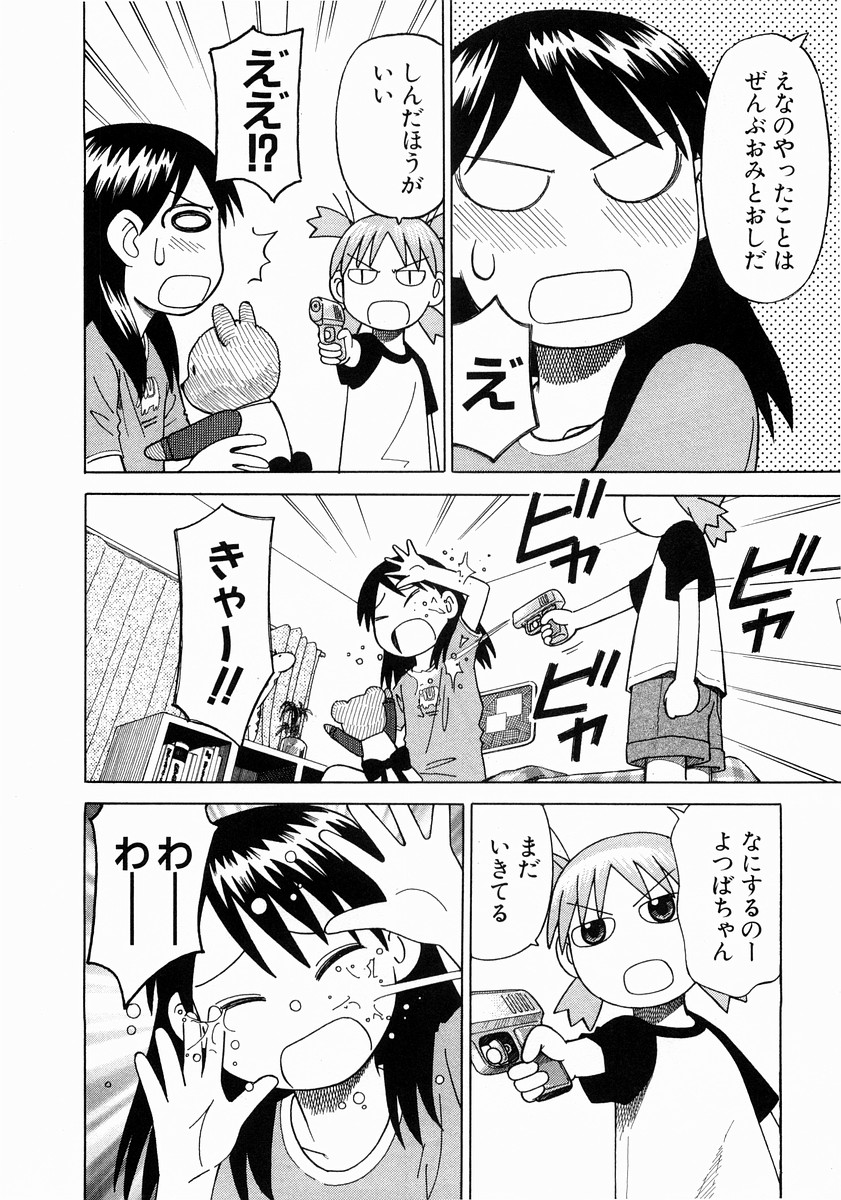 えなのやったことは
ぜんぶおみとおしだ
え゛
しんだほうが
いい
え゛え゛!?
ビャ
ビャ
ビャ
きゃー!!
なにするのー
よつばちゃん
まだ
いきてる
わー
わー